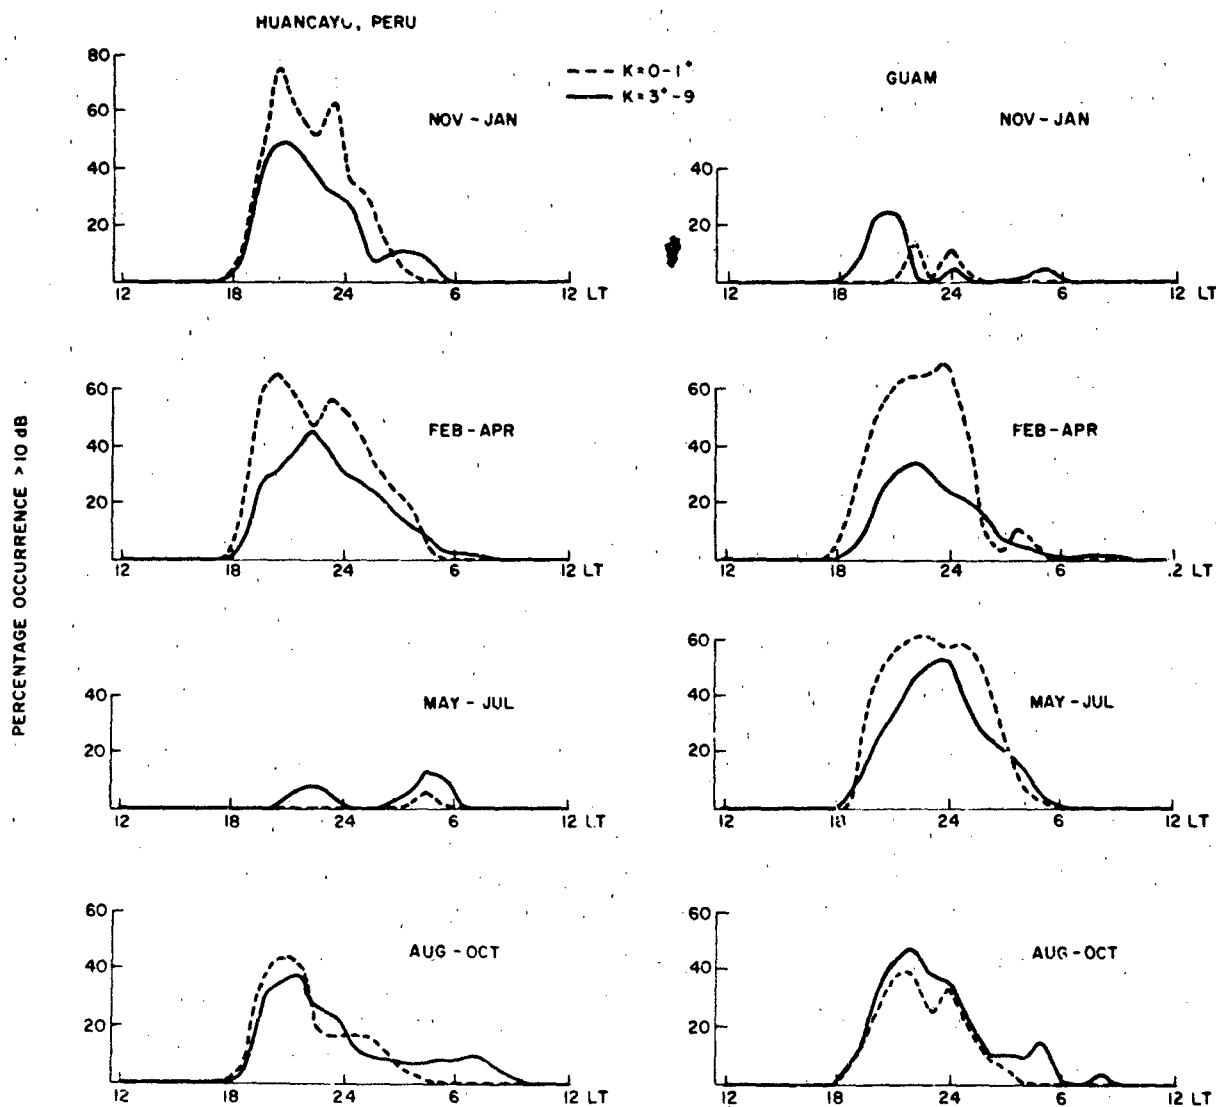 HUANCAYO, PERU
K=0-1+
K=3+-9
GUAM
PERCENTAGE OCCURRENCE >10 dB
80
60
40
20
NOV-JAN
12 18 24 6 12 LT
40
20
NOV-JAN
12 18 24 6 12 LT
60
40
20
FEB-APR
12 18 24 6 12 LT
60
40
20
FEB-APR
12 18 24 6 .2 LT
40
20
MAY-JUL
12 18 24 6 12 LT
60
40
20
MAY-JUL
12 18 24 6 12 LT
60
40
20
AUG-OCT
12 18 24 6 12 LT
60
40
20
AUG-OCT
12 18 24 6 12 LT